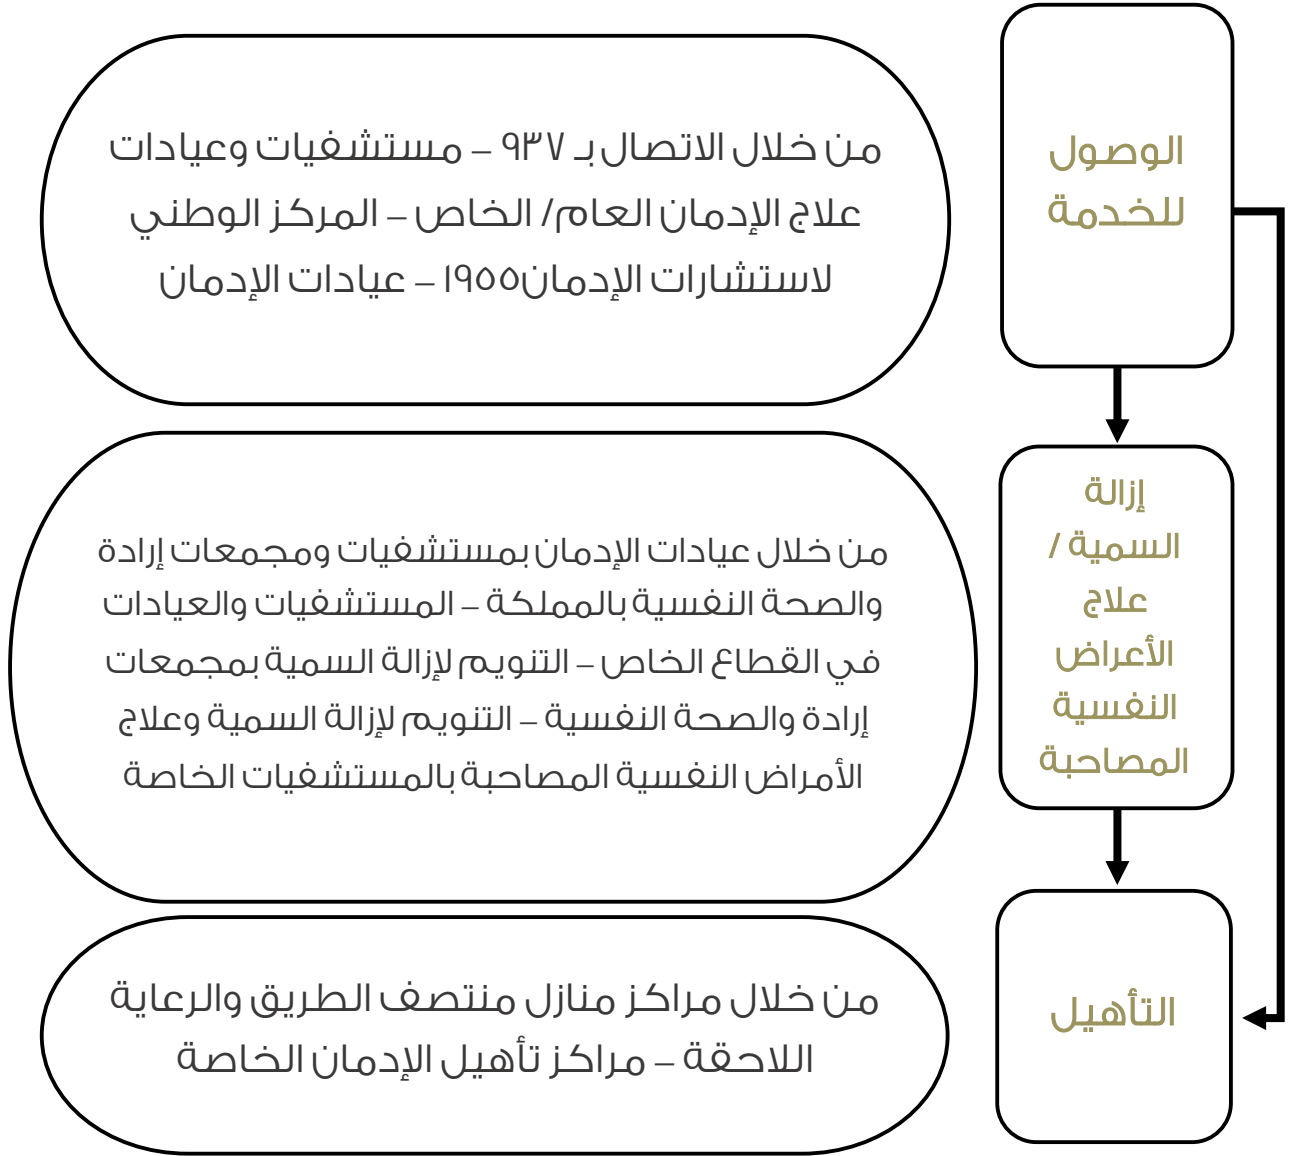 الوصول
للخدمة
من خلال الاتصال بـ ٩٣٧ – مستشفيات وعيادات
علاج الإدمان العام/ الخاص – المركز الوطني
لاستشارات الإدمان١٩٥٥ – عيادات الإدمان
إزالة
السمية /
علاج
الأعراض
النفسية
المصاحبة
من خلال عيادات الإدمان بمستشفيات ومجمعات إرادة
والصحة النفسية بالمملكة – المستشفيات والعيادات
في القطاع الخاص – التنويم لإزالة السمية بمجمعات
إرادة والصحة النفسية – التنويم لإزالة السمية وعلاج
الأمراض النفسية المصاحبة بالمستشفيات الخاصة
التأهيل
من خلال مراكز منازل منتصف الطريق والرعاية
اللاحقة – مراكز تأهيل الإدمان الخاصة